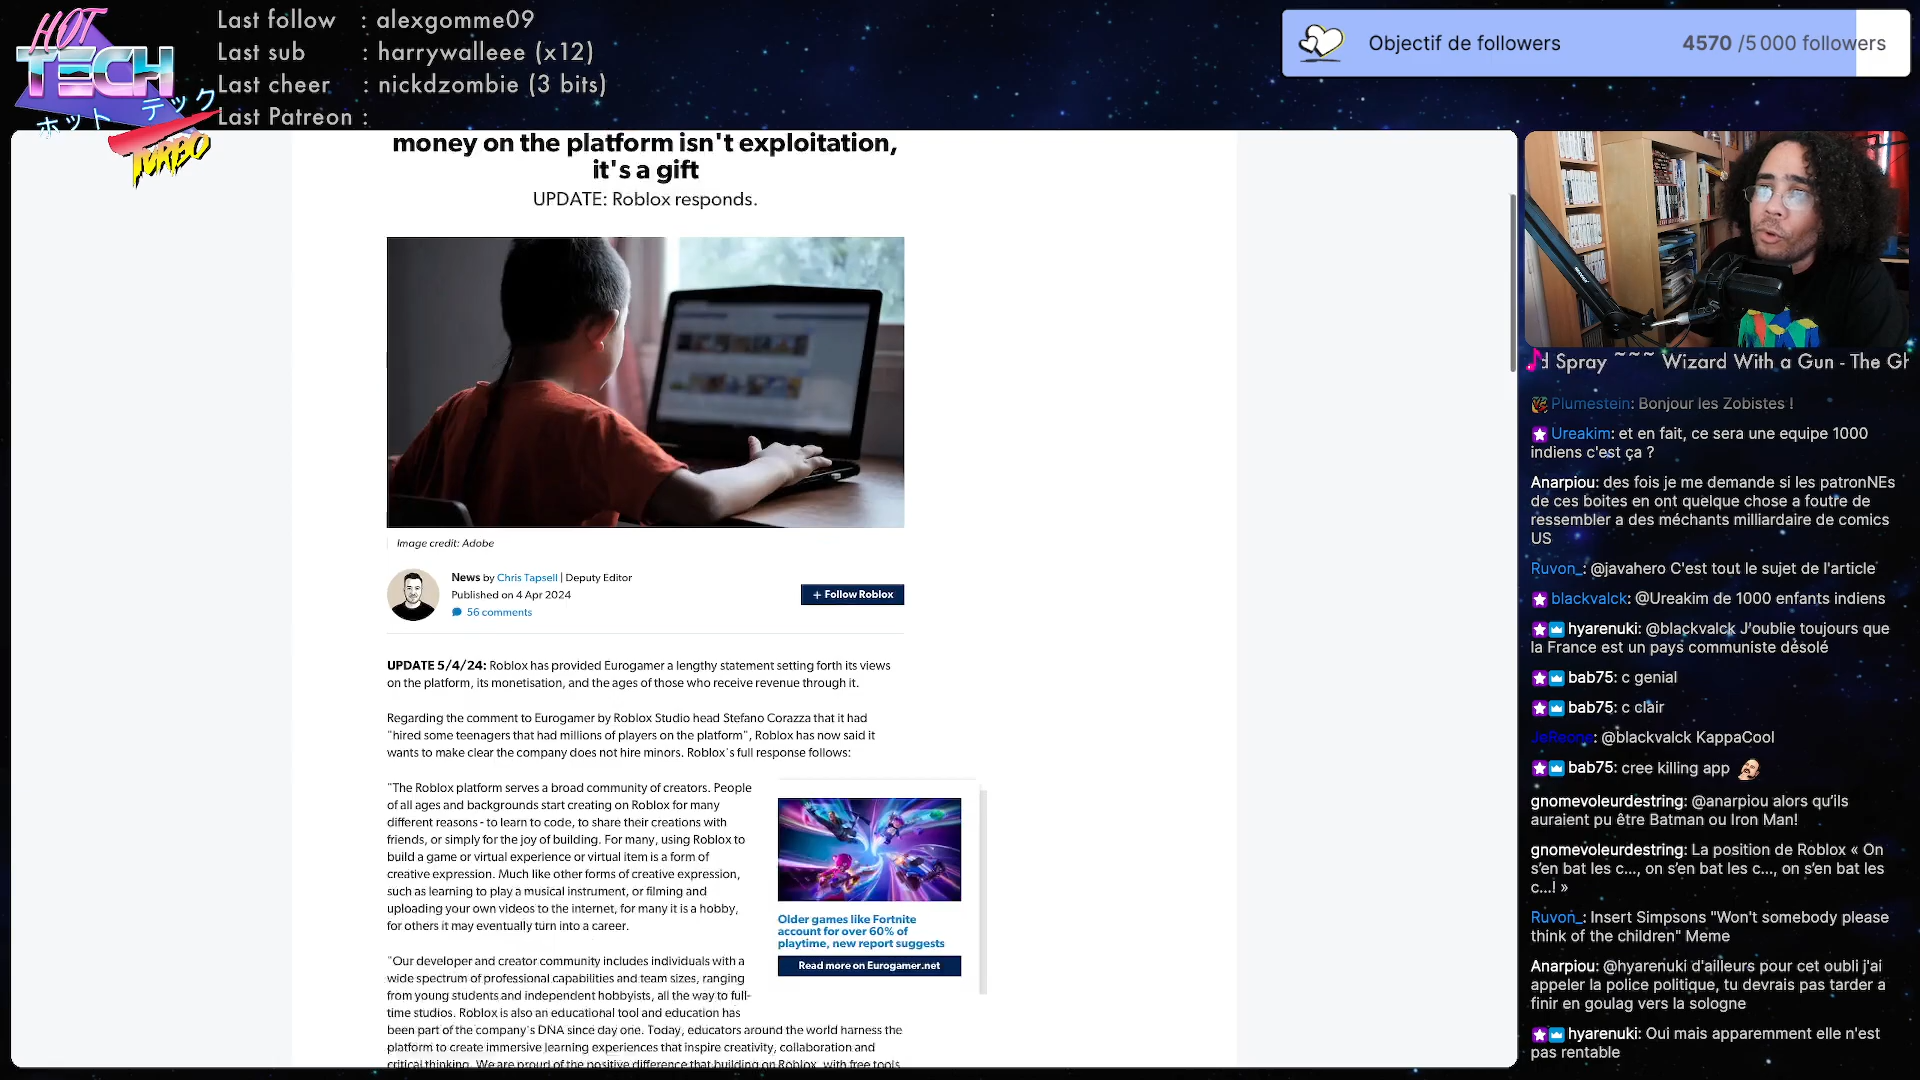 HOT
TECH
ホット テック
TURBO
Last follow : alexgomme09
Last sub : harrywalleee (x12)
Last cheer : nickdzombie (3 bits)
Last Patreon :
Objectif de followers 4570 /5 000 followers
money on the platform isn't exploitation,
it's a gift
UPDATE: Roblox responds.
Image credit: Adobe
News by Chris Tapsell | Deputy Editor
Published on 4 Apr 2024
56 comments
+ Follow Roblox
UPDATE 5/4/24: Roblox has provided Eurogamer a lengthy statement setting forth its views
on the platform, its monetisation, and the ages of those who receive revenue through it.
Regarding the comment to Eurogamer by Roblox Studio head Stefano Corazza that it had
"hired some teenagers that had millions of players on the platform", Roblox has now said it
wants to make clear the company does not hire minors. Roblox's full response follows:
"The Roblox platform serves a broad community of creators. People
of all ages and backgrounds start creating on Roblox for many
different reasons - to learn to code, to share their creations with
friends, or simply for the joy of building. For many, using Roblox to
build a game or virtual experience or virtual item is a form of
creative expression. Much like other forms of creative expression,
such as learning to play a musical instrument, or filming and
uploading your own videos to the internet, for many it is a hobby,
for others it may eventually turn into a career.
"Our developer and creator community includes individuals with a
wide spectrum of professional capabilities and team sizes, ranging
from young students and independent hobbyists, all the way to full-
time studios. Roblox is also an educational tool and education has
been part of the company's DNA since day one. Today, educators around the world harness the
platform to create immersive learning experiences that inspire creativity, collaboration and
critical thinking. We are proud of the positive difference that building on Roblox, with free tools
Older games like Fortnite
account for over 60% of
playtime, new report suggests
Read more on Eurogamer.net
d Spray ~~~ Wizard With a Gun - The Gh
Plumestein: Bonjour les Zobistes !
Ureakim: et en fait, ce sera une equipe 1000
indiens c'est ça ?
Anarpiou: des fois je me demande si les patronNEs
de ces boites en ont quelque chose a foutre de
ressembler a des méchants milliardaire de comics
US
Ruvon_: @javahero C'est tout le sujet de l'article
blackvalck: @Ureakim de 1000 enfants indiens
hyarenuki: @blackvalck J'oublie toujours que
la France est un pays communiste désolé
bab75: c genial
bab75: c clair
JeReone: @blackvalck KappaCool
bab75: cree killing app
gnomevoleurdestring: @anarpiou alors qu'ils
auraient pu être Batman ou Iron Man!
gnomevoleurdestring: La position de Roblox « On
s'en bat les c..., on s'en bat les c..., on s'en bat les
c...! »
Ruvon_: Insert Simpsons "Won't somebody please
think of the children" Meme
Anarpiou: @hyarenuki d'ailleurs pour cet oubli j'ai
appeler la police politique, tu devrais pas tarder a
finir en goulag vers la sologne
hyarenuki: Oui mais apparemment elle n'est
pas rentable